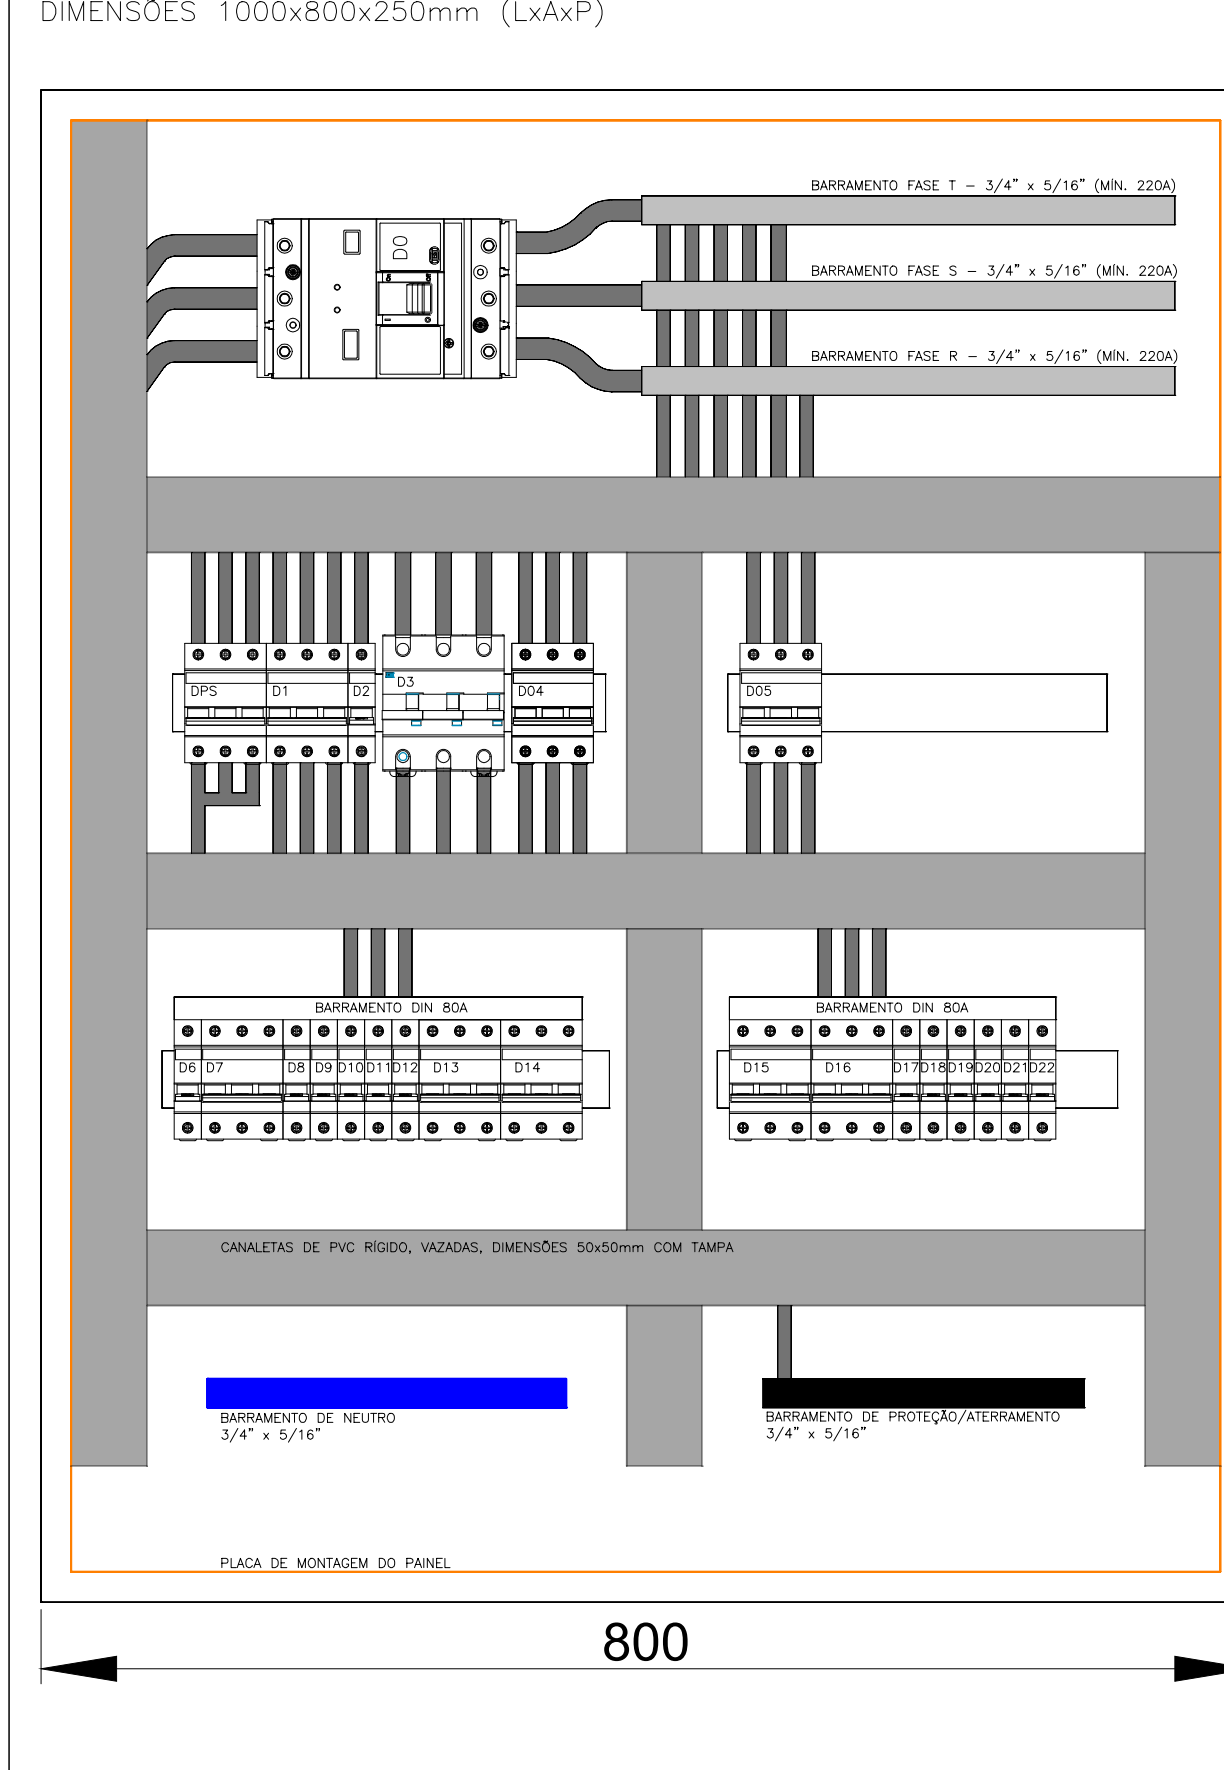 DIMENSÕES 1000x800x250mm (LxAxP)
BARRAMENTO FASE T – 3/4” x 5/16” (MÍN. 220A)
D0
BARRAMENTO FASE S – 3/4” x 5/16” (MÍN. 220A)
BARRAMENTO FASE R – 3/4” x 5/16” (MÍN. 220A)
DPS D1 D2 D3 D04 D05
BARRAMENTO DIN 80A
BARRAMENTO DIN 80A
D6 D7 D8 D9 D10 D11 D12 D13 D14
D15 D16 D17 D18 D19 D20 D21 D22
CANALETAS DE PVC RÍGIDO, VAZADAS, DIMENSÕES 50x50mm COM TAMPA
BARRAMENTO DE NEUTRO
3/4” x 5/16”
BARRAMENTO DE PROTEÇÃO/ATERRAMENTO
3/4” x 5/16”
PLACA DE MONTAGEM DO PAINEL
800